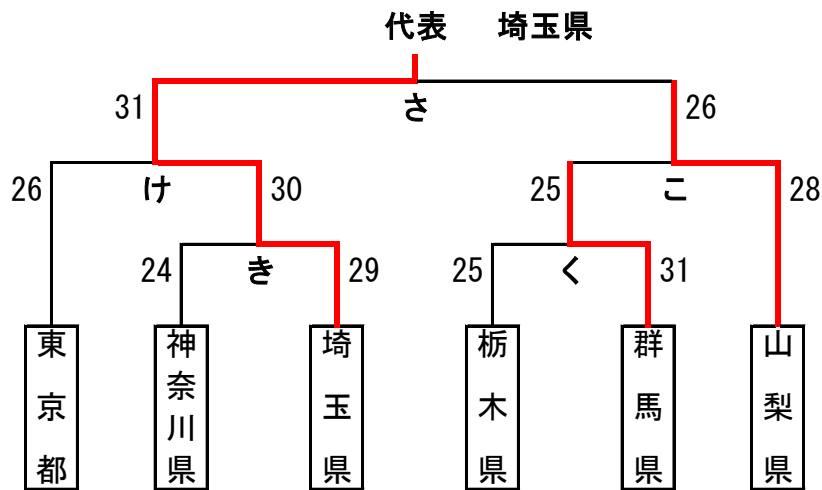 代表 埼玉県
31 さ 26
26 け 30 25 こ 28
24 き 29 25 く 31
東京都
神奈川県
埼玉県
栃木県
群馬県
山梨県